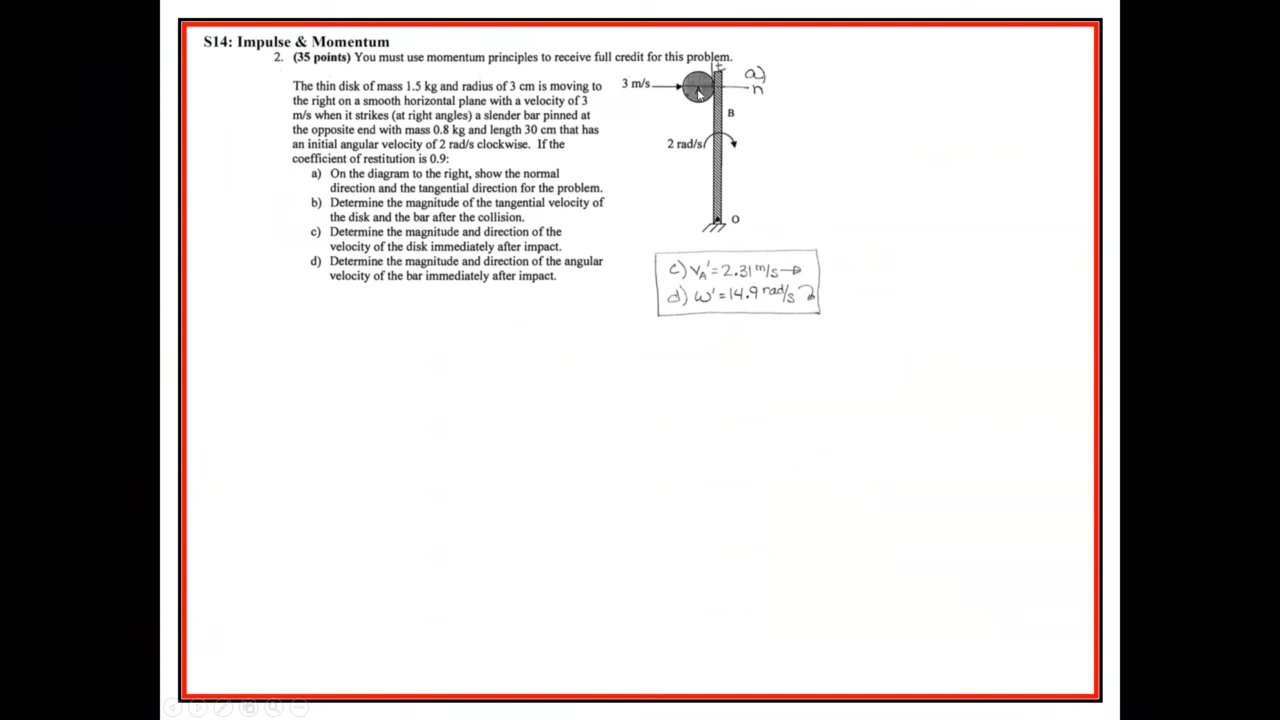 S14: Impulse & Momentum
2. (35 points) You must use momentum principles to receive full credit for this problem.
The thin disk of mass 1.5 kg and radius of 3 cm is moving to
the right on a smooth horizontal plane with a velocity of 3
m/s when it strikes (at right angles) a slender bar pinned at
the opposite end with mass 0.8 kg and length 30 cm that has
an initial angular velocity of 2 rad/s clockwise. If the
coefficient of restitution is 0.9:
a) On the diagram to the right, show the normal
direction and the tangential direction for the problem.
b) Determine the magnitude of the tangential velocity of
the disk and the bar after the collision.
c) Determine the magnitude and direction of the
velocity of the disk immediately after impact.
d) Determine the magnitude and direction of the angular
velocity of the bar immediately after impact.
t
a)
3 m/s
n
B
2 rad/s
O
c) VA' = 2.31 m/s →
d) ω' = 14.9 rad/s ↷